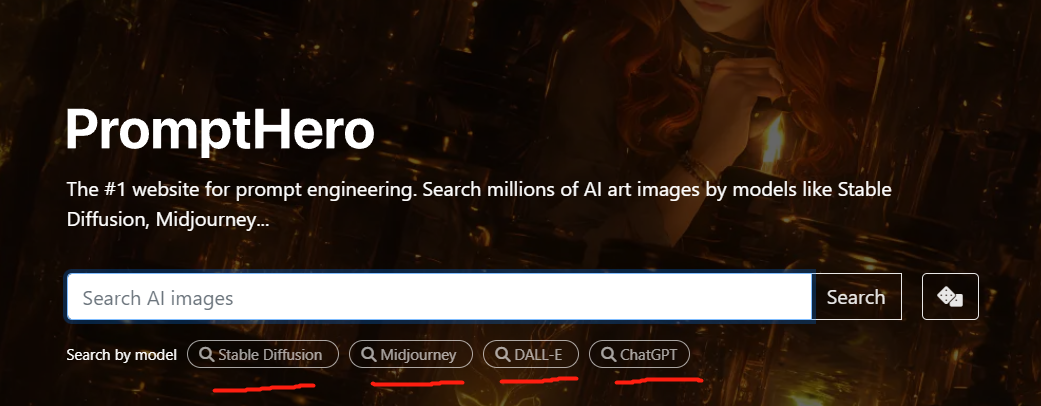 PromptHero
The #1 website for prompt engineering. Search millions of AI art images by models like Stable
Diffusion, Midjourney...
Search AI images Search
Search by model Stable Diffusion Midjourney DALL-E ChatGPT